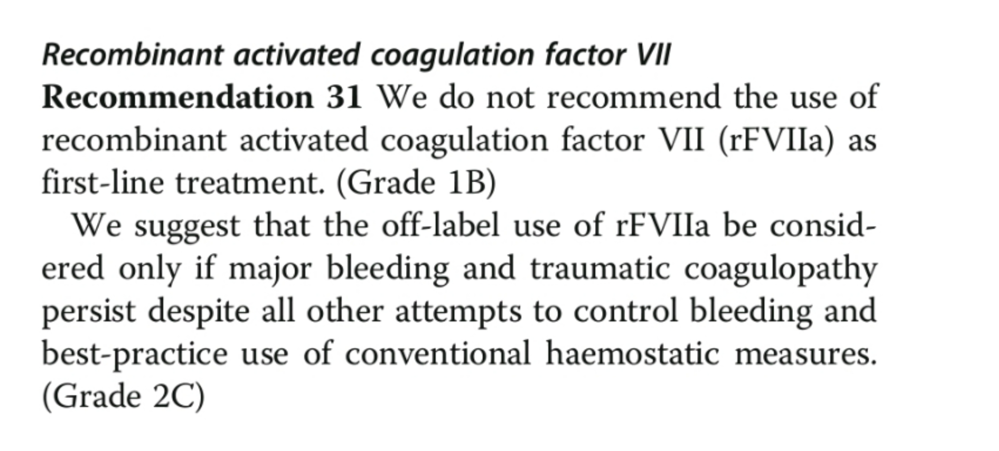 Recombinant activated coagulation factor VII
Recommendation 31 We do not recommend the use of
recombinant activated coagulation factor VII (rFVIIa) as
first-line treatment. (Grade 1B)
We suggest that the off-label use of rFVIIa be consid-
ered only if major bleeding and traumatic coagulopathy
persist despite all other attempts to control bleeding and
best-practice use of conventional haemostatic measures.
(Grade 2C)